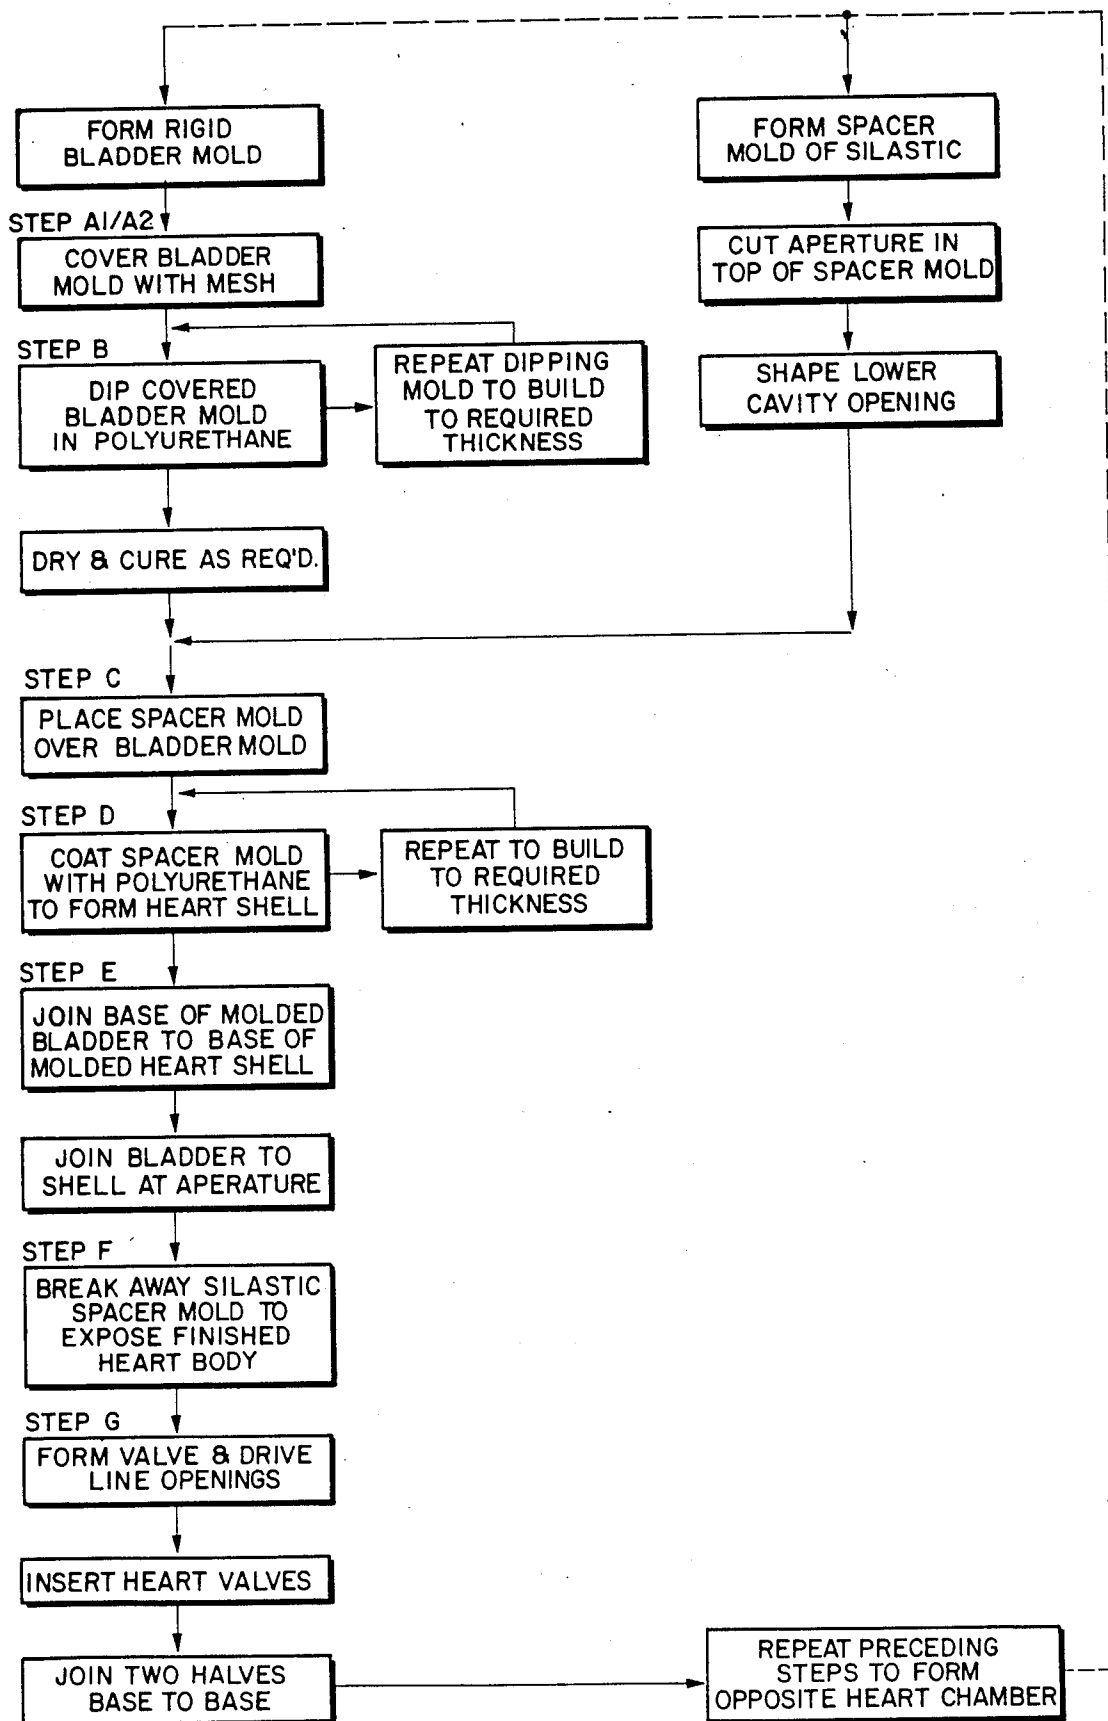 FORM RIGID
BLADDER MOLD
FORM SPACER
MOLD OF SILASTIC
STEP A1/A2
COVER BLADDER
MOLD WITH MESH
CUT APERTURE IN
TOP OF SPACER MOLD
STEP B
DIP COVERED
BLADDER MOLD
IN POLYURETHANE
REPEAT DIPPING
MOLD TO BUILD
TO REQUIRED
THICKNESS
SHAPE LOWER
CAVITY OPENING
DRY & CURE AS REQ'D.
STEP C
PLACE SPACER MOLD
OVER BLADDER MOLD
STEP D
COAT SPACER MOLD
WITH POLYURETHANE
TO FORM HEART SHELL
REPEAT TO BUILD
TO REQUIRED
THICKNESS
STEP E
JOIN BASE OF MOLDED
BLADDER TO BASE OF
MOLDED HEART SHELL
JOIN BLADDER TO
SHELL AT APERATURE
STEP F
BREAK AWAY SILASTIC
SPACER MOLD TO
EXPOSE FINISHED
HEART BODY
STEP G
FORM VALVE & DRIVE
LINE OPENINGS
INSERT HEART VALVES
JOIN TWO HALVES
BASE TO BASE
REPEAT PRECEDING
STEPS TO FORM
OPPOSITE HEART CHAMBER